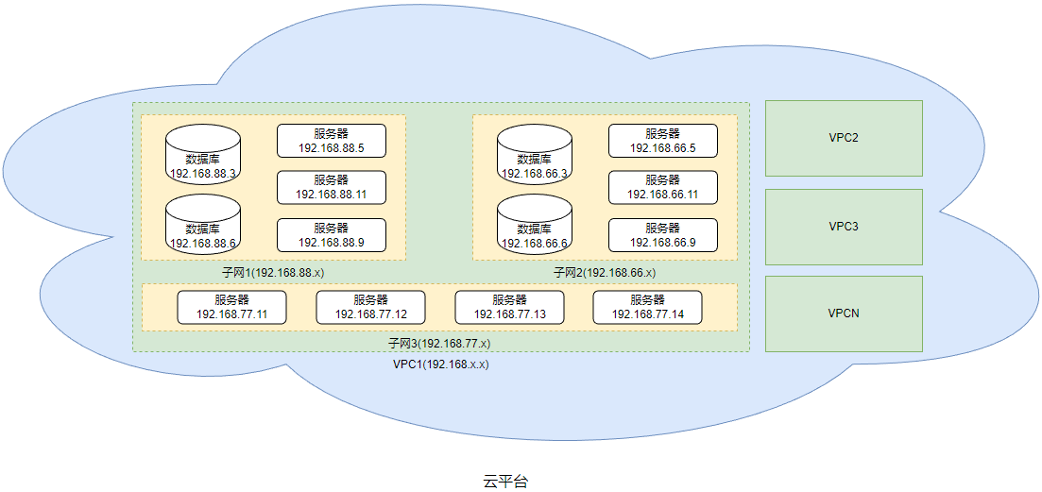 数据库
192.168.88.3
服务器
192.168.88.5
服务器
192.168.88.11
数据库
192.168.88.6
服务器
192.168.88.9
子网1(192.168.88.x)
数据库
192.168.66.3
服务器
192.168.66.5
服务器
192.168.66.11
数据库
192.168.66.6
服务器
192.168.66.9
子网2(192.168.66.x)
服务器
192.168.77.11
服务器
192.168.77.12
服务器
192.168.77.13
服务器
192.168.77.14
子网3(192.168.77.x)
VPC1(192.168.x.x)
VPC2
VPC3
VPCN
云平台